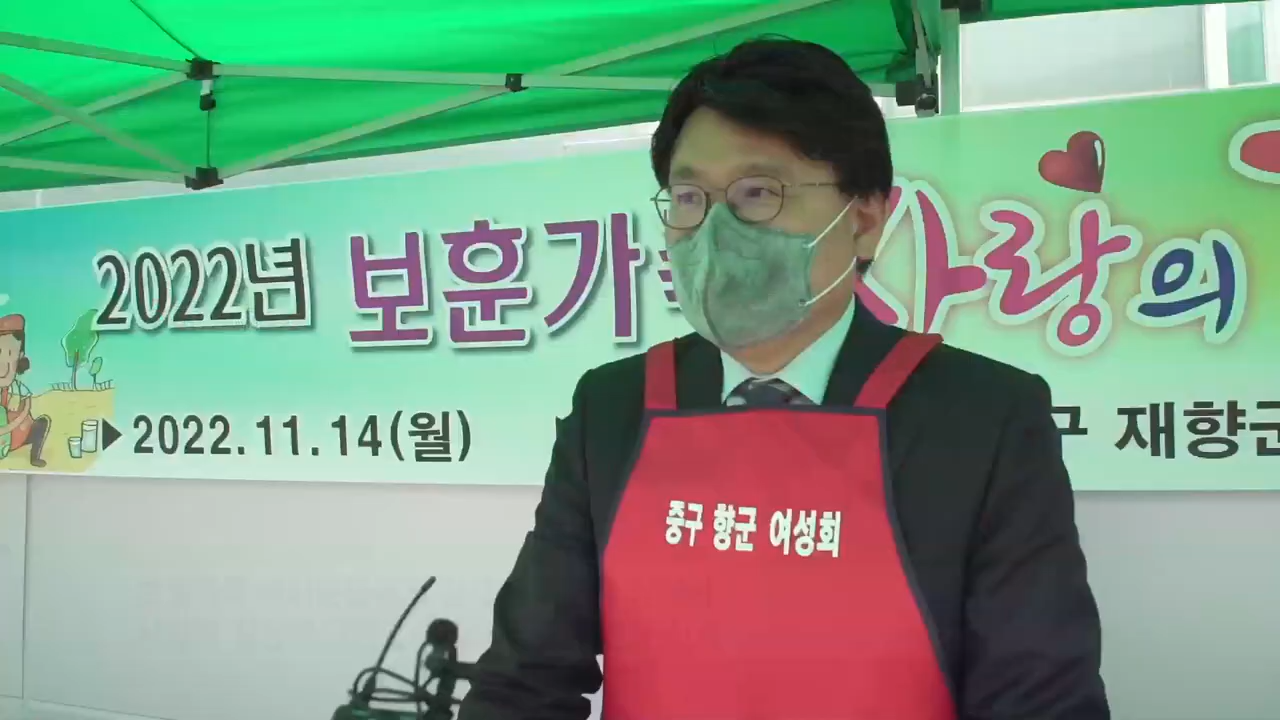 2022년 보훈가 사랑의
2022.11.14(월)
구 재향군
중구 향군 여성회